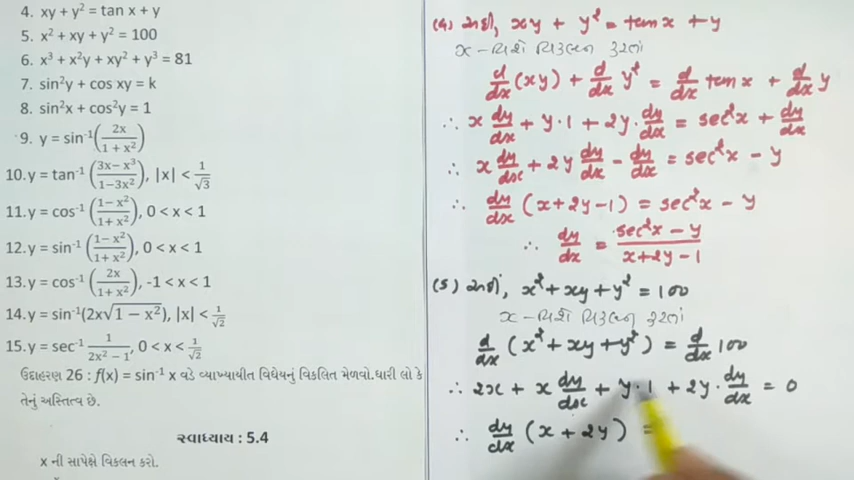 4. xy + y² = tan x + y
5. x² + xy + y² = 100
6. x³ + x²y + xy² + y³ = 81
7. sin²y + cos xy = k
8. sin²x + cos²y = 1
9. y = sin⁻¹(2x/(1 + x²))
10. y = tan⁻¹((3x − x³)/(1−3x²)), |x| < 1/√3
11. y = cos⁻¹((1− x²)/(1+ x²)), 0 < x < 1
12. y = sin⁻¹((1− x²)/(1+ x²)), 0 < x < 1
13. y = cos⁻¹(2x/(1+ x²)), -1 < x < 1
14. y = sin⁻¹(2x√(1 − x²)), |x| < 1/√2
15. y = sec⁻¹ 1/(2x² − 1), 0 < x < 1/√2
ઉદાહરણ 26 : f(x) = sin⁻¹ x વડે વ્યાખ્યાયીત વિધેયનું વિકલિત મેળવો.ધારી લો કે
તેનું અસ્તિત્વ છે.
સ્વાધ્યાય : 5.4
x ની સાપેક્ષે વિકલન કરો.
(4) અહીં, xy + y² = tan x + y
x - વિશે વિકલન કરતાં
d/dx (xy) + d/dx y² = d/dx tan x + d/dx y
∴ x dy/dx + y·1 + 2y · dy/dx = sec²x + dy/dx
∴ x dy/dx + 2y dy/dx − dy/dx = sec²x − y
∴ dy/dx (x + 2y − 1) = sec²x − y
∴ dy/dx = (sec²x − y)/(x + 2y − 1)
(5) અહીં, x² + xy + y² = 100
x - વિશે વિકલન કરતાં
d/dx (x² + xy + y²) = d/dx 100
∴ 2x + x dy/dx + y·1 + 2y · dy/dx = 0
∴ dy/dx (x + 2y) =